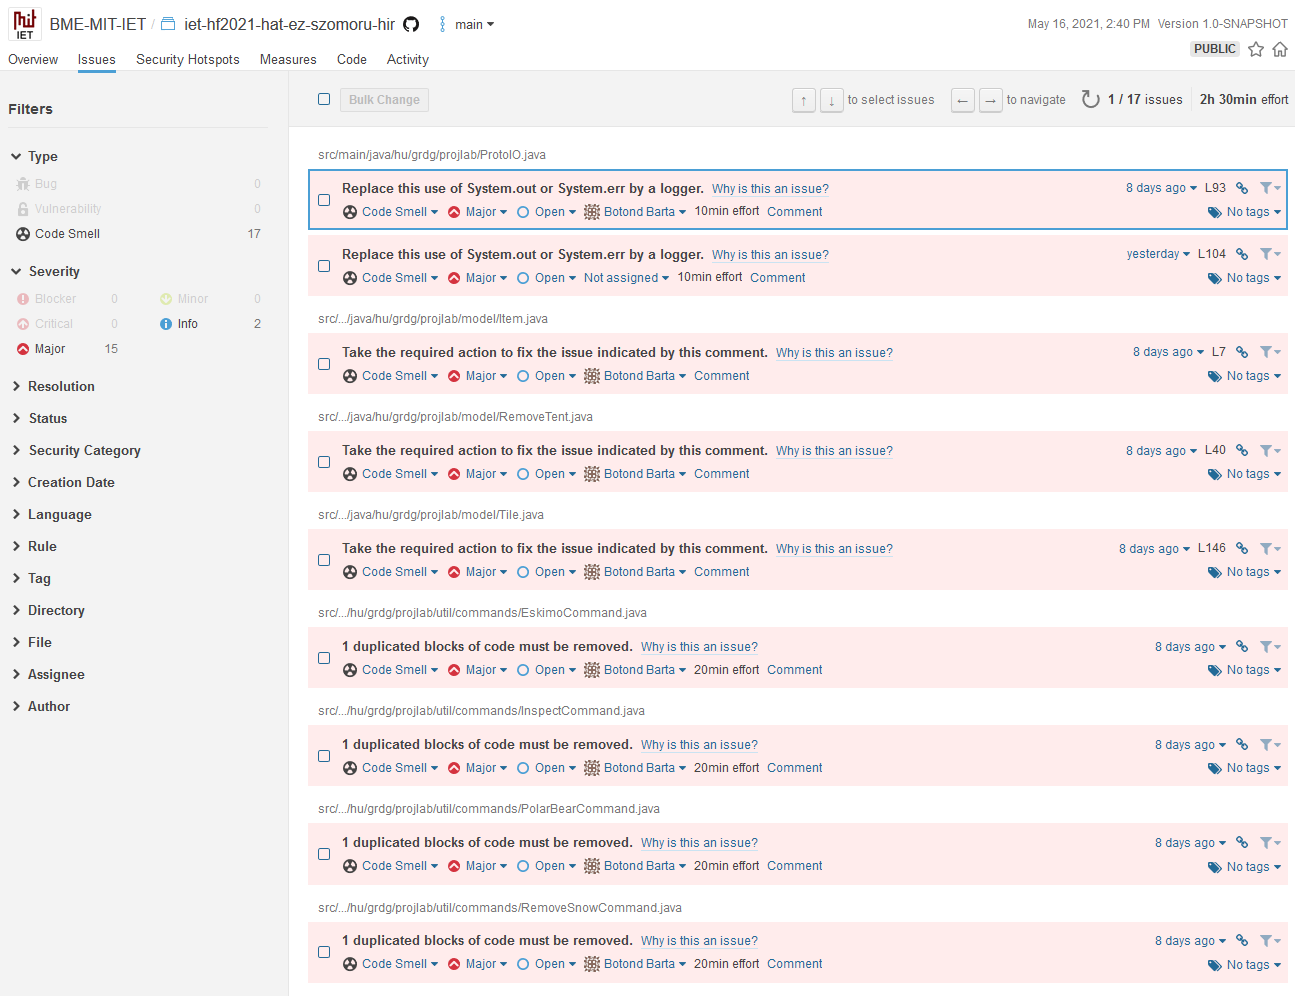 BME-MIT-IET / iet-hf2021-hat-ez-szomoru-hir main
May 16, 2021, 2:40 PM Version 1.0-SNAPSHOT
IET
PUBLIC
Overview Issues Security Hotspots Measures Code Activity
Filters
Type
Bug 0
Vulnerability 0
Code Smell 17
Severity
Blocker 0 Minor 0
Critical 0 Info 2
Major 15
Resolution
Status
Security Category
Creation Date
Language
Rule
Tag
Directory
File
Assignee
Author
Bulk Change ↑ ↓ to select issues ← → to navigate 1 / 17 issues 2h 30min effort
src/main/java/hu/grdg/projlab/ProtoIO.java
Replace this use of System.out or System.err by a logger. Why is this an issue? 8 days ago L93
Code Smell Major Open Botond Barta 10min effort Comment No tags
Replace this use of System.out or System.err by a logger. Why is this an issue? yesterday L104
Code Smell Major Open Not assigned 10min effort Comment No tags
src/.../java/hu/grdg/projlab/model/Item.java
Take the required action to fix the issue indicated by this comment. Why is this an issue? 8 days ago L7
Code Smell Major Open Botond Barta Comment No tags
src/.../java/hu/grdg/projlab/model/RemoveTent.java
Take the required action to fix the issue indicated by this comment. Why is this an issue? 8 days ago L40
Code Smell Major Open Botond Barta Comment No tags
src/.../java/hu/grdg/projlab/model/Tile.java
Take the required action to fix the issue indicated by this comment. Why is this an issue? 8 days ago L146
Code Smell Major Open Botond Barta Comment No tags
src/.../hu/grdg/projlab/util/commands/EskimoCommand.java
1 duplicated blocks of code must be removed. Why is this an issue? 8 days ago
Code Smell Major Open Botond Barta 20min effort Comment No tags
src/.../hu/grdg/projlab/util/commands/InspectCommand.java
1 duplicated blocks of code must be removed. Why is this an issue? 8 days ago
Code Smell Major Open Botond Barta 20min effort Comment No tags
src/.../hu/grdg/projlab/util/commands/PolarBearCommand.java
1 duplicated blocks of code must be removed. Why is this an issue? 8 days ago
Code Smell Major Open Botond Barta 20min effort Comment No tags
src/.../hu/grdg/projlab/util/commands/RemoveSnowCommand.java
1 duplicated blocks of code must be removed. Why is this an issue? 8 days ago
Code Smell Major Open Botond Barta 20min effort Comment No tags